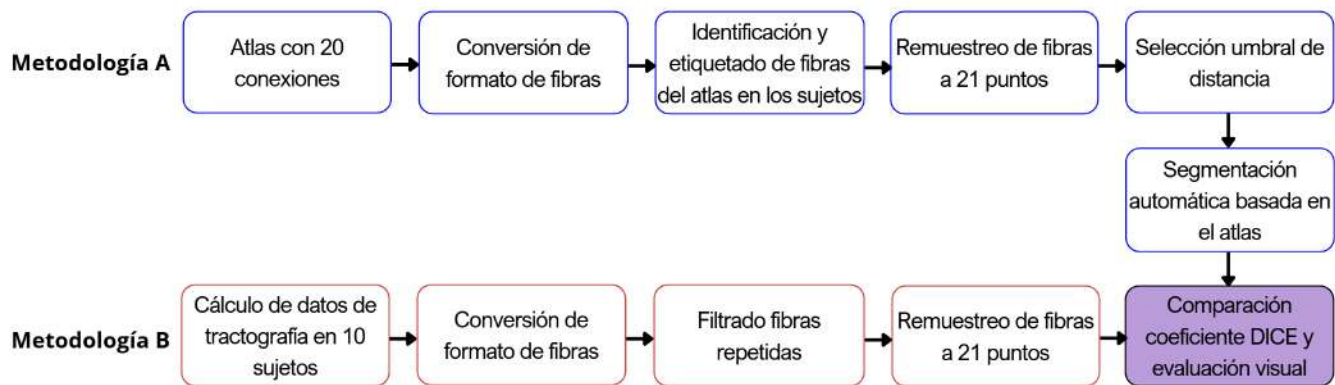 Metodología A
Atlas con 20
conexiones
Conversión de
formato de fibras
Identificación y
etiquetado de fibras
del atlas en los sujetos
Remuestreo de fibras
a 21 puntos
Selección umbral de
distancia
Segmentación
automática basada en
el atlas
Metodología B
Cálculo de datos de
tractografía en 10
sujetos
Conversión de
formato de fibras
Filtrado fibras
repetidas
Remuestreo de fibras
a 21 puntos
Comparación
coeficiente DICE y
evaluación visual